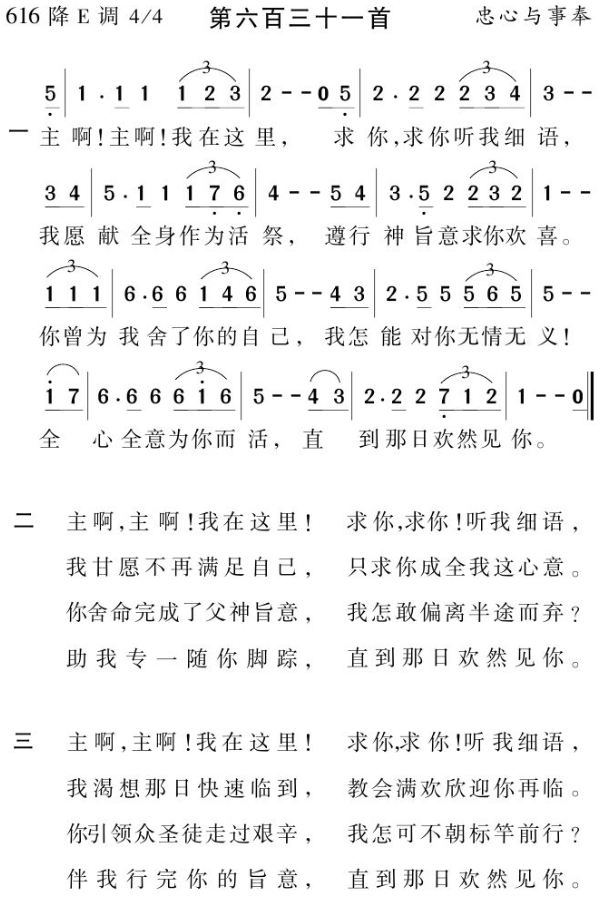 616 降 E 调 4/4 第六百三十一首 忠心与事奉
5̣ | 1 · 1 1 1 2 3 | 2 - - 0 5̣ | 2 · 2 2 2 3 4 | 3 - -
一 主 啊!主啊!我在这里, 求 你,求你听我细语,
3 4 | 5 · 1 1 1 7̣ 6̣ | 4 - - 5 4 | 3 · 5̣ 2 2 3 2 | 1 - -
我愿 献 全身作为活 祭, 遵行 神旨意求你欢 喜。
1 1 1 | 6 · 6 6 1 4 6 | 5 - - 4 3 | 2 · 5 5 5 6 5 | 5 - -
你曾为 我舍了你的自 己, 我怎 能 对你无情无 义!
1̇ 7 | 6 · 6 6 6 1̇ 6 | 5 - - 4 3 | 2 · 2 2 7̣ 1 2 | 1 - - 0
全 心 全意为你而 活, 直 到那日欢然见 你。
二 主啊,主啊!我在这里! 求你,求你!听我细语,
我甘愿不再满足自己, 只求你成全我这心意。
你舍命完成了父神旨意, 我怎敢偏离半途而弃?
助我专一随你脚踪, 直到那日欢然见你。
三 主啊,主啊!我在这里! 求你,求你!听我细语,
我渴想那日快速临到, 教会满欢欣迎你再临。
你引领众圣徒走过艰辛, 我怎可不朝标竿前行?
伴我行完你的旨意, 直到那日欢然见你。